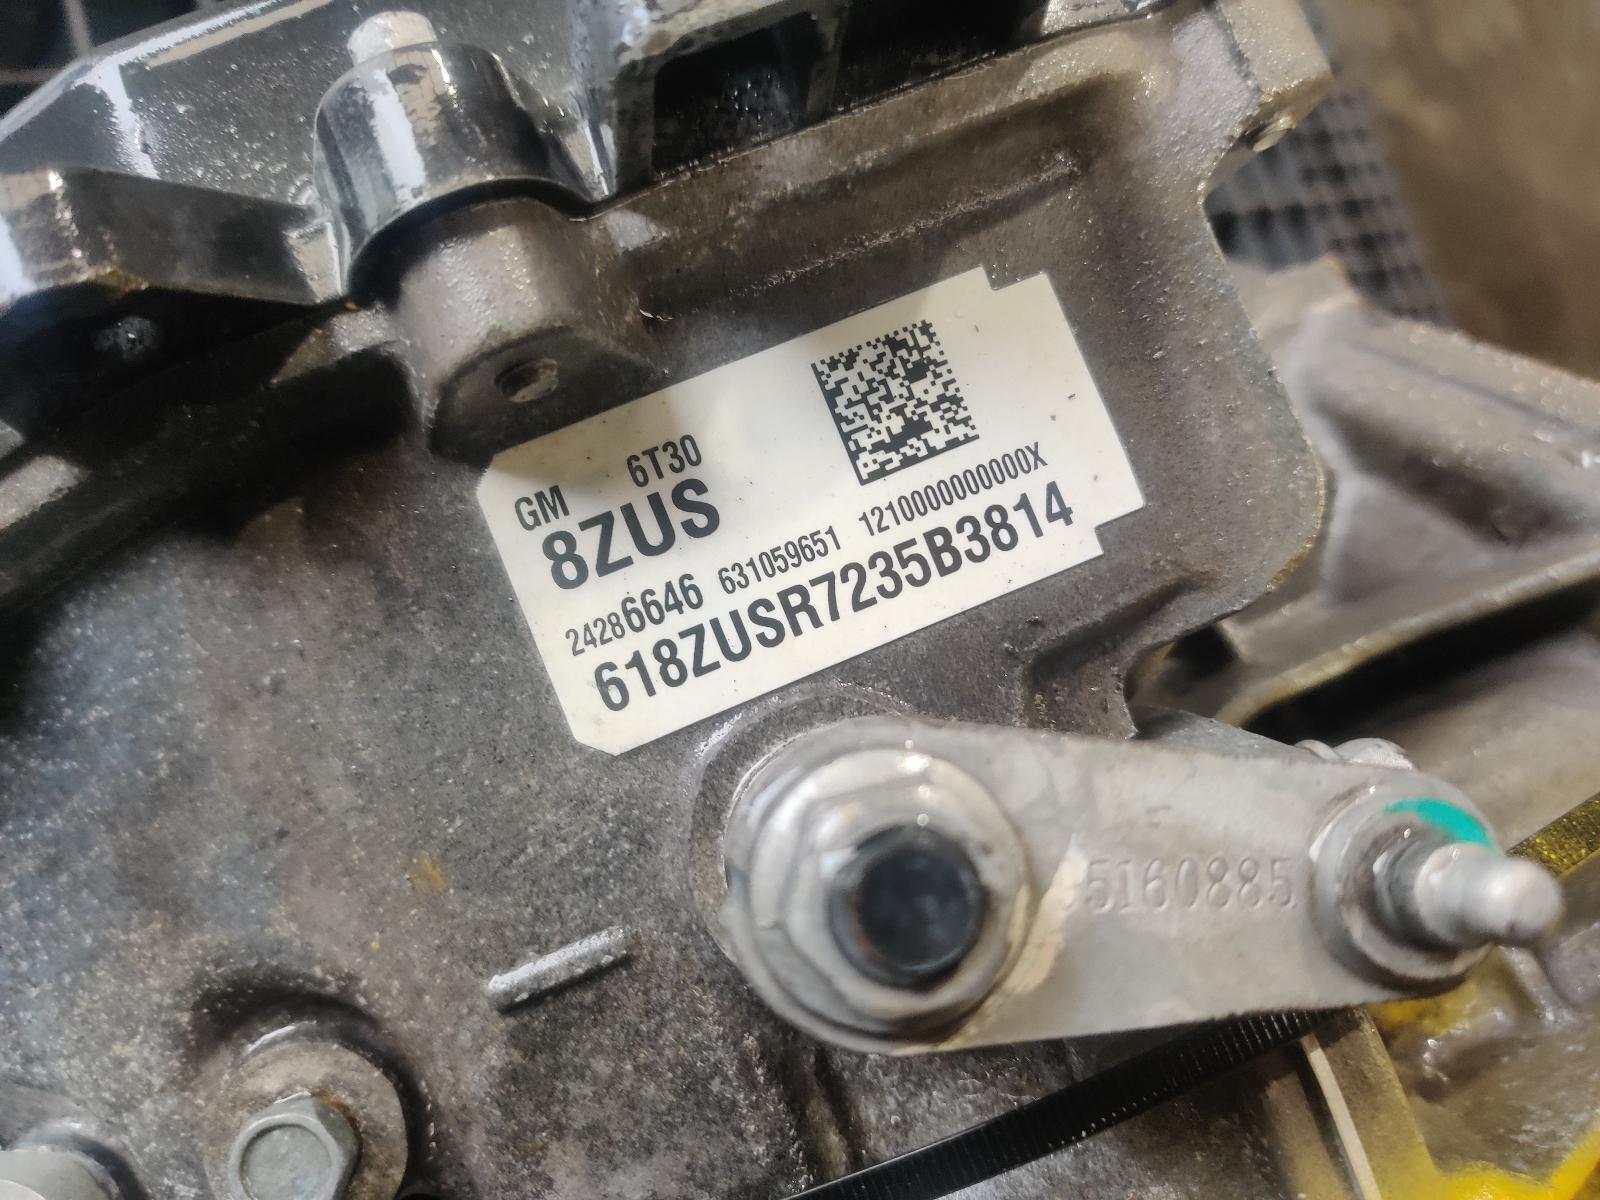 GM 6T30
8ZUS
24286646 631059651 1210000000000X
618ZUSR7235B3814
5160885